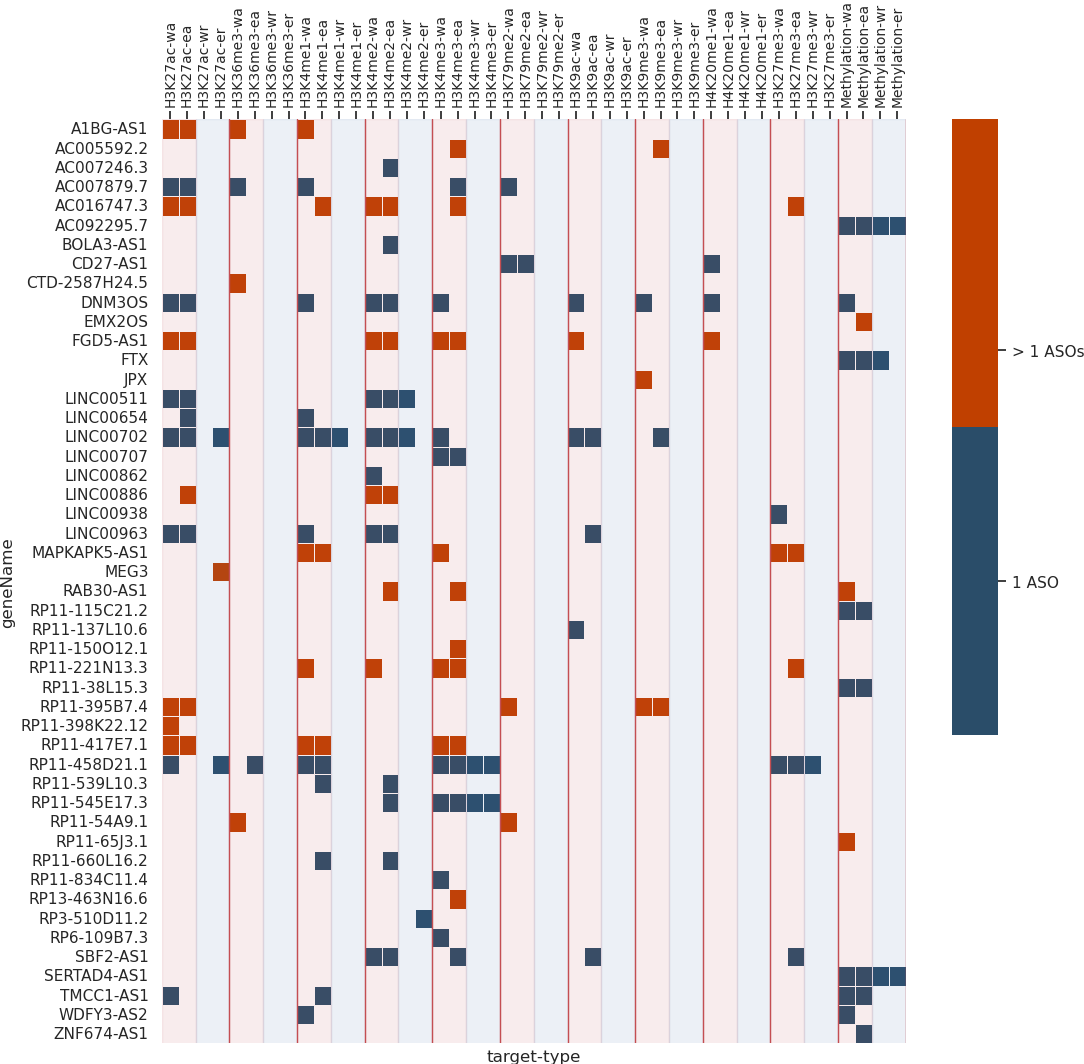 H3K27ac-wa
H3K27ac-ea
H3K27ac-wr
H3K27ac-er
H3K36me3-wa
H3K36me3-ea
H3K36me3-wr
H3K36me3-er
H3K4me1-wa
H3K4me1-ea
H3K4me1-wr
H3K4me1-er
H3K4me2-wa
H3K4me2-ea
H3K4me2-wr
H3K4me2-er
H3K4me3-wa
H3K4me3-ea
H3K4me3-wr
H3K4me3-er
H3K79me2-wa
H3K79me2-ea
H3K79me2-wr
H3K79me2-er
H3K9ac-wa
H3K9ac-ea
H3K9ac-wr
H3K9ac-er
H3K9me3-wa
H3K9me3-ea
H3K9me3-wr
H3K9me3-er
H4K20me1-wa
H4K20me1-ea
H4K20me1-wr
H4K20me1-er
H3K27me3-wa
H3K27me3-ea
H3K27me3-wr
H3K27me3-er
Methylation-wa
Methylation-ea
Methylation-wr
Methylation-er
A1BG-AS1
AC005592.2
AC007246.3
AC007879.7
AC016747.3
AC092295.7
BOLA3-AS1
CD27-AS1
CTD-2587H24.5
DNM3OS
EMX2OS
FGD5-AS1
FTX
JPX
LINC00511
LINC00654
LINC00702
LINC00707
LINC00862
LINC00886
LINC00938
LINC00963
MAPKAPK5-AS1
MEG3
RAB30-AS1
RP11-115C21.2
RP11-137L10.6
RP11-150O12.1
RP11-221N13.3
RP11-38L15.3
RP11-395B7.4
RP11-398K22.12
RP11-417E7.1
RP11-458D21.1
RP11-539L10.3
RP11-545E17.3
RP11-54A9.1
RP11-65J3.1
RP11-660L16.2
RP11-834C11.4
RP13-463N16.6
RP3-510D11.2
RP6-109B7.3
SBF2-AS1
SERTAD4-AS1
TMCC1-AS1
WDFY3-AS2
ZNF674-AS1
geneName
target-type
> 1 ASOs
1 ASO